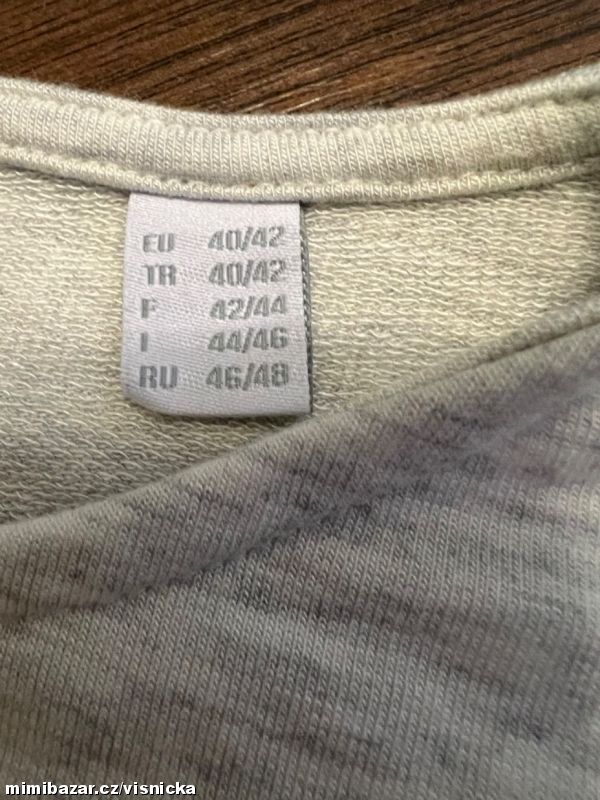 EU 40/42
TR 40/42
F 42/44
I 44/46
RU 46/48
mimibazar.cz/visnicka